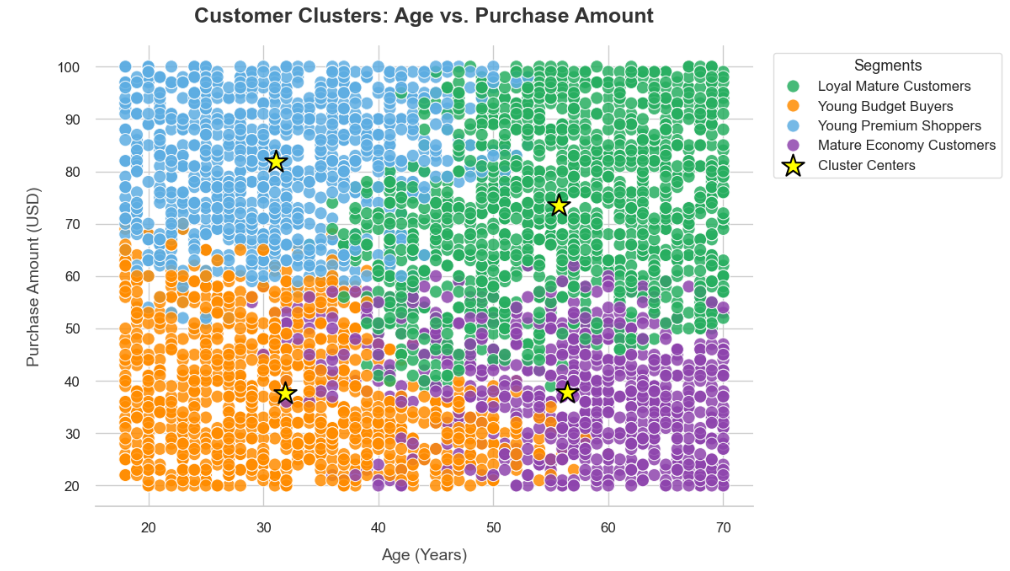 Customer Clusters: Age vs. Purchase Amount
Purchase Amount (USD)
100
90
80
70
60
50
40
30
20
20 30 40 50 60 70
Age (Years)
Segments
Loyal Mature Customers
Young Budget Buyers
Young Premium Shoppers
Mature Economy Customers
Cluster Centers